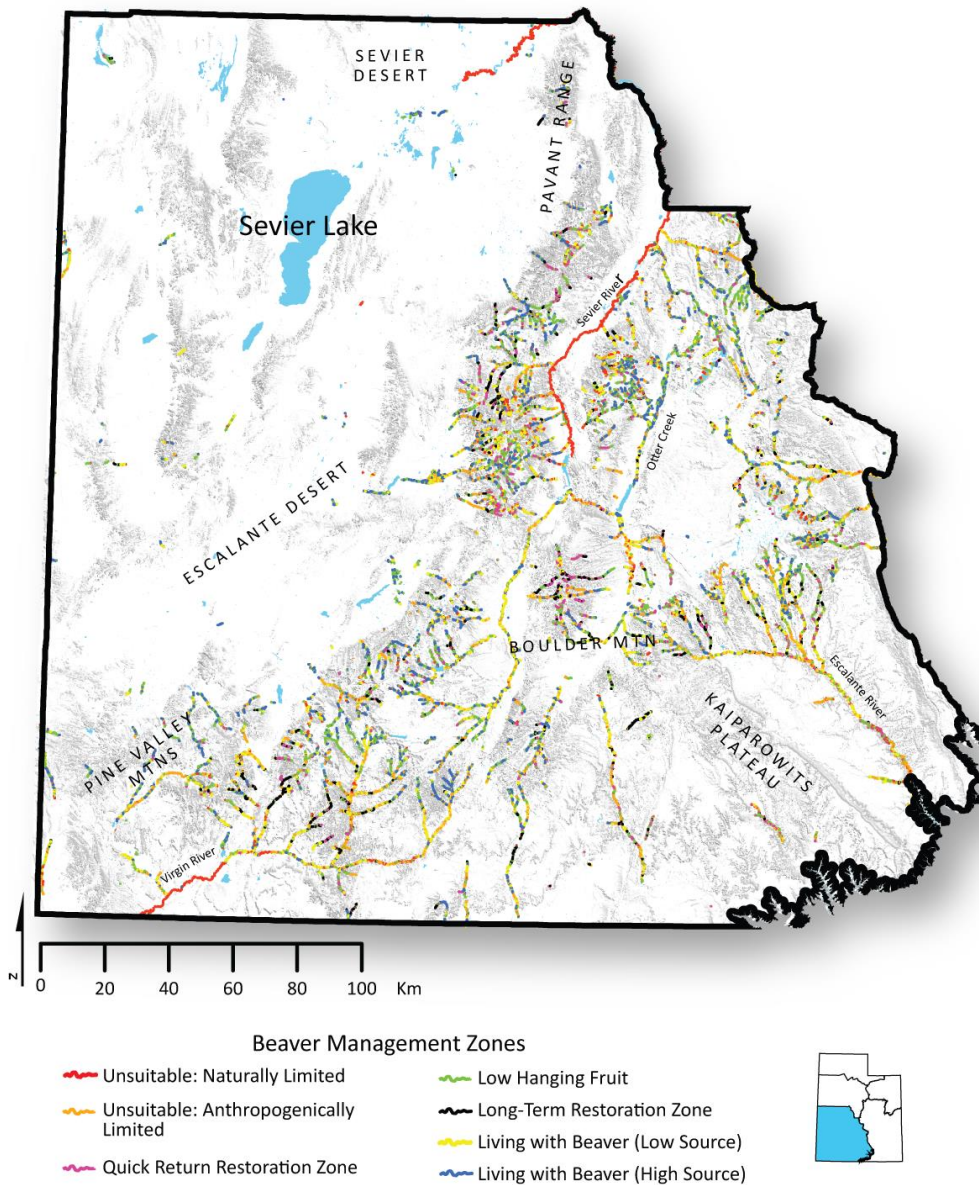 SEVIER
DESERT
PAVANT RANGE
Sevier Lake
Sevier River
Otter Creek
ESCALANTE DESERT
BOULDER MTN
Escalante River
KAIPAROWITS
PLATEAU
PINE VALLEY
MTNS
Virgin River
N
0 20 40 60 80 100 Km
Beaver Management Zones
Unsuitable: Naturally Limited
Unsuitable: Anthropogenically
Limited
Quick Return Restoration Zone
Low Hanging Fruit
Long-Term Restoration Zone
Living with Beaver (Low Source)
Living with Beaver (High Source)